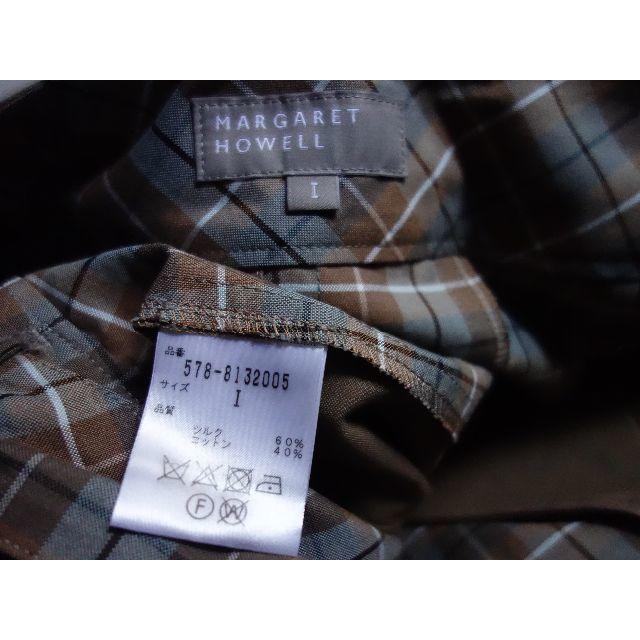 MARGARET
HOWELL
I
品番
578-8132005
サイズ
I
品質
シルク 60%
コットン 40%
F
W